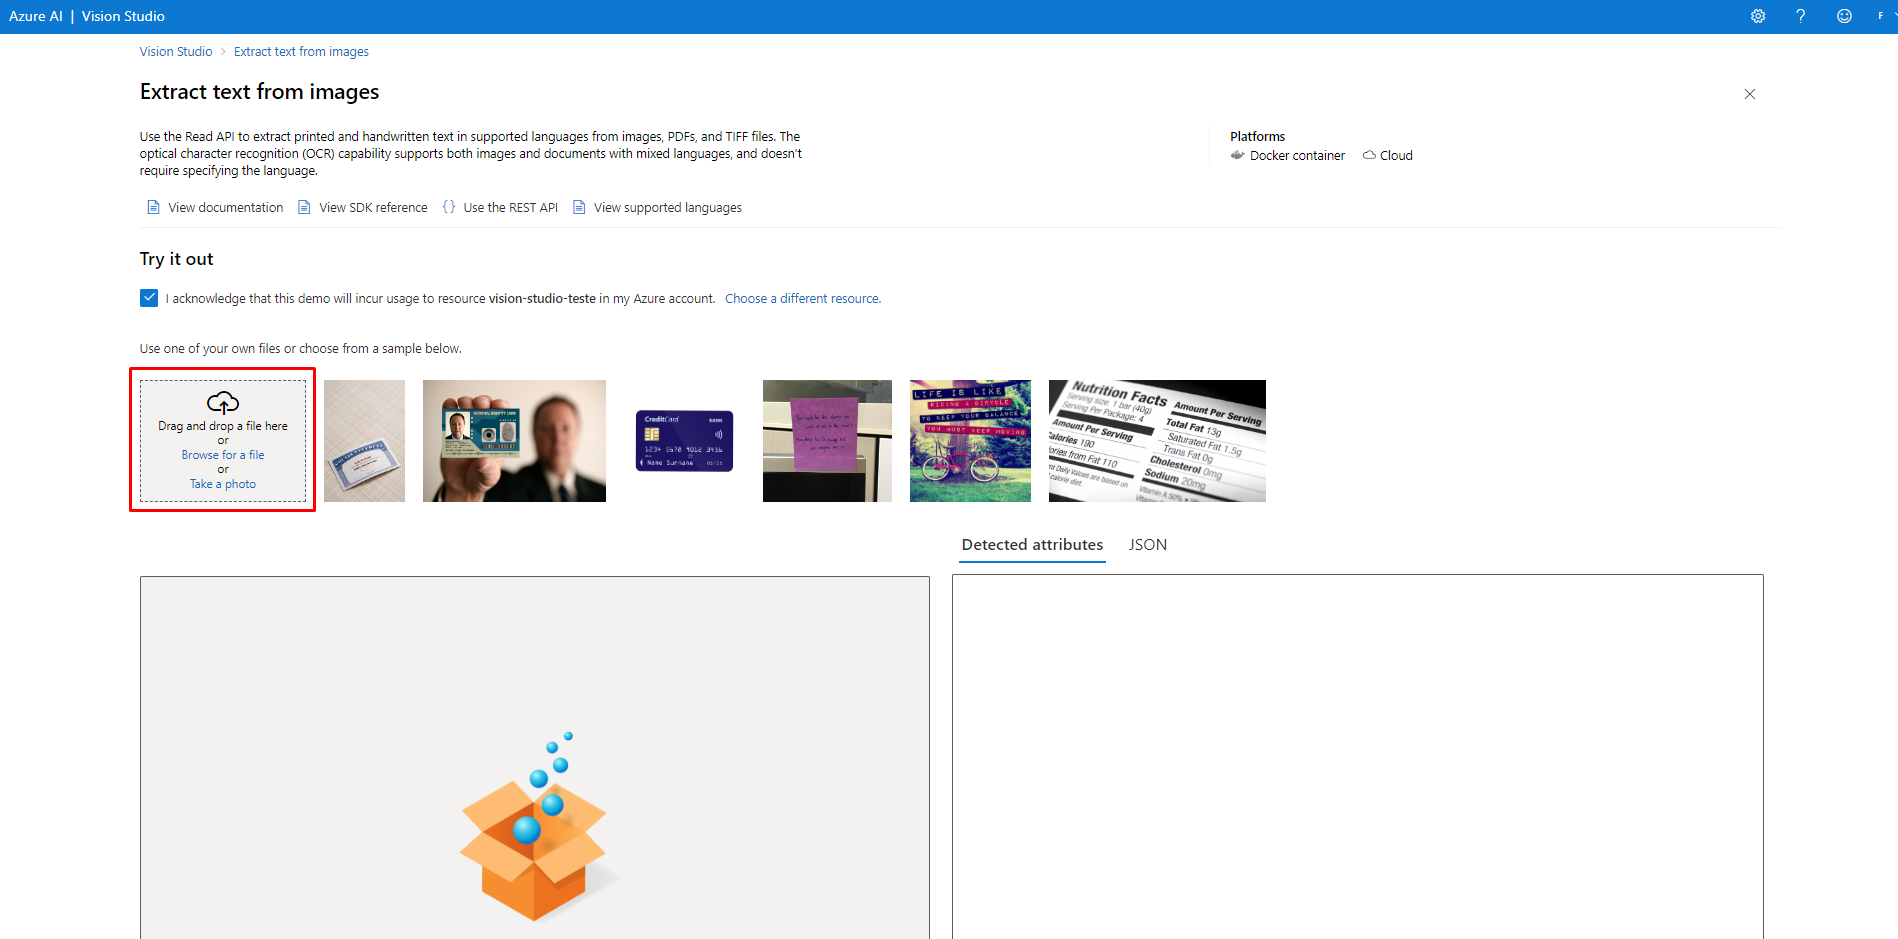 Azure AI | Vision Studio
F
Vision Studio > Extract text from images
Extract text from images
Use the Read API to extract printed and handwritten text in supported languages from images, PDFs, and TIFF files. The
optical character recognition (OCR) capability supports both images and documents with mixed languages, and doesn't
require specifying the language.
Platforms
Docker container
Cloud
View documentation
View SDK reference
{} Use the REST API
View supported languages
Try it out
I acknowledge that this demo will incur usage to resource vision-studio-teste in my Azure account. Choose a different resource.
Use one of your own files or choose from a sample below.
Drag and drop a file here
or
Browse for a file
or
Take a photo
CreditCard
BANK
1234 5678 9012 3456
Name Surname 01/15
LIFE IS LIKE
RIDING A BICYCLE
TO KEEP YOUR BALANCE
YOU MUST KEEP MOVING
Nutrition Facts
Serving size: 1 bar (40g)
Serving Per Package: 4
Amount Per Serving
Calories 190
ories from Fat 110
nt Daily Values are based on
calorie diet.
Amount Per Serving
Total Fat 13g
Saturated Fat 1.5g
Trans Fat 0g
Cholesterol 0mg
Sodium 20mg
Vitamin A 50%
Detected attributes
JSON